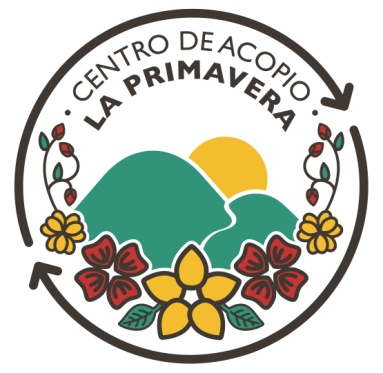 · CENTRO DE ACOPIO ·
LA PRIMAVERA